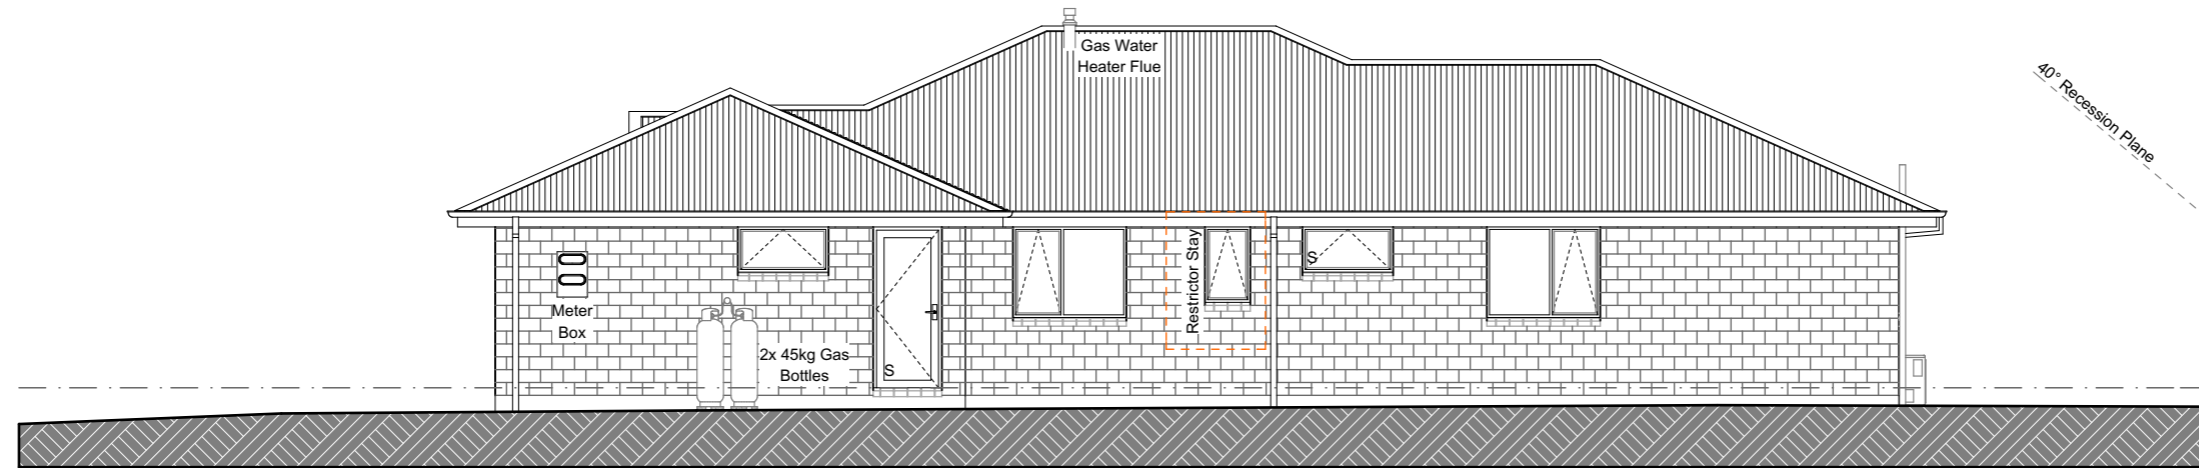 Gas Water
Heater Flue
40° Recession Plane
Restrictor Stay
S
Meter
Box
2x 45kg Gas
Bottles
S